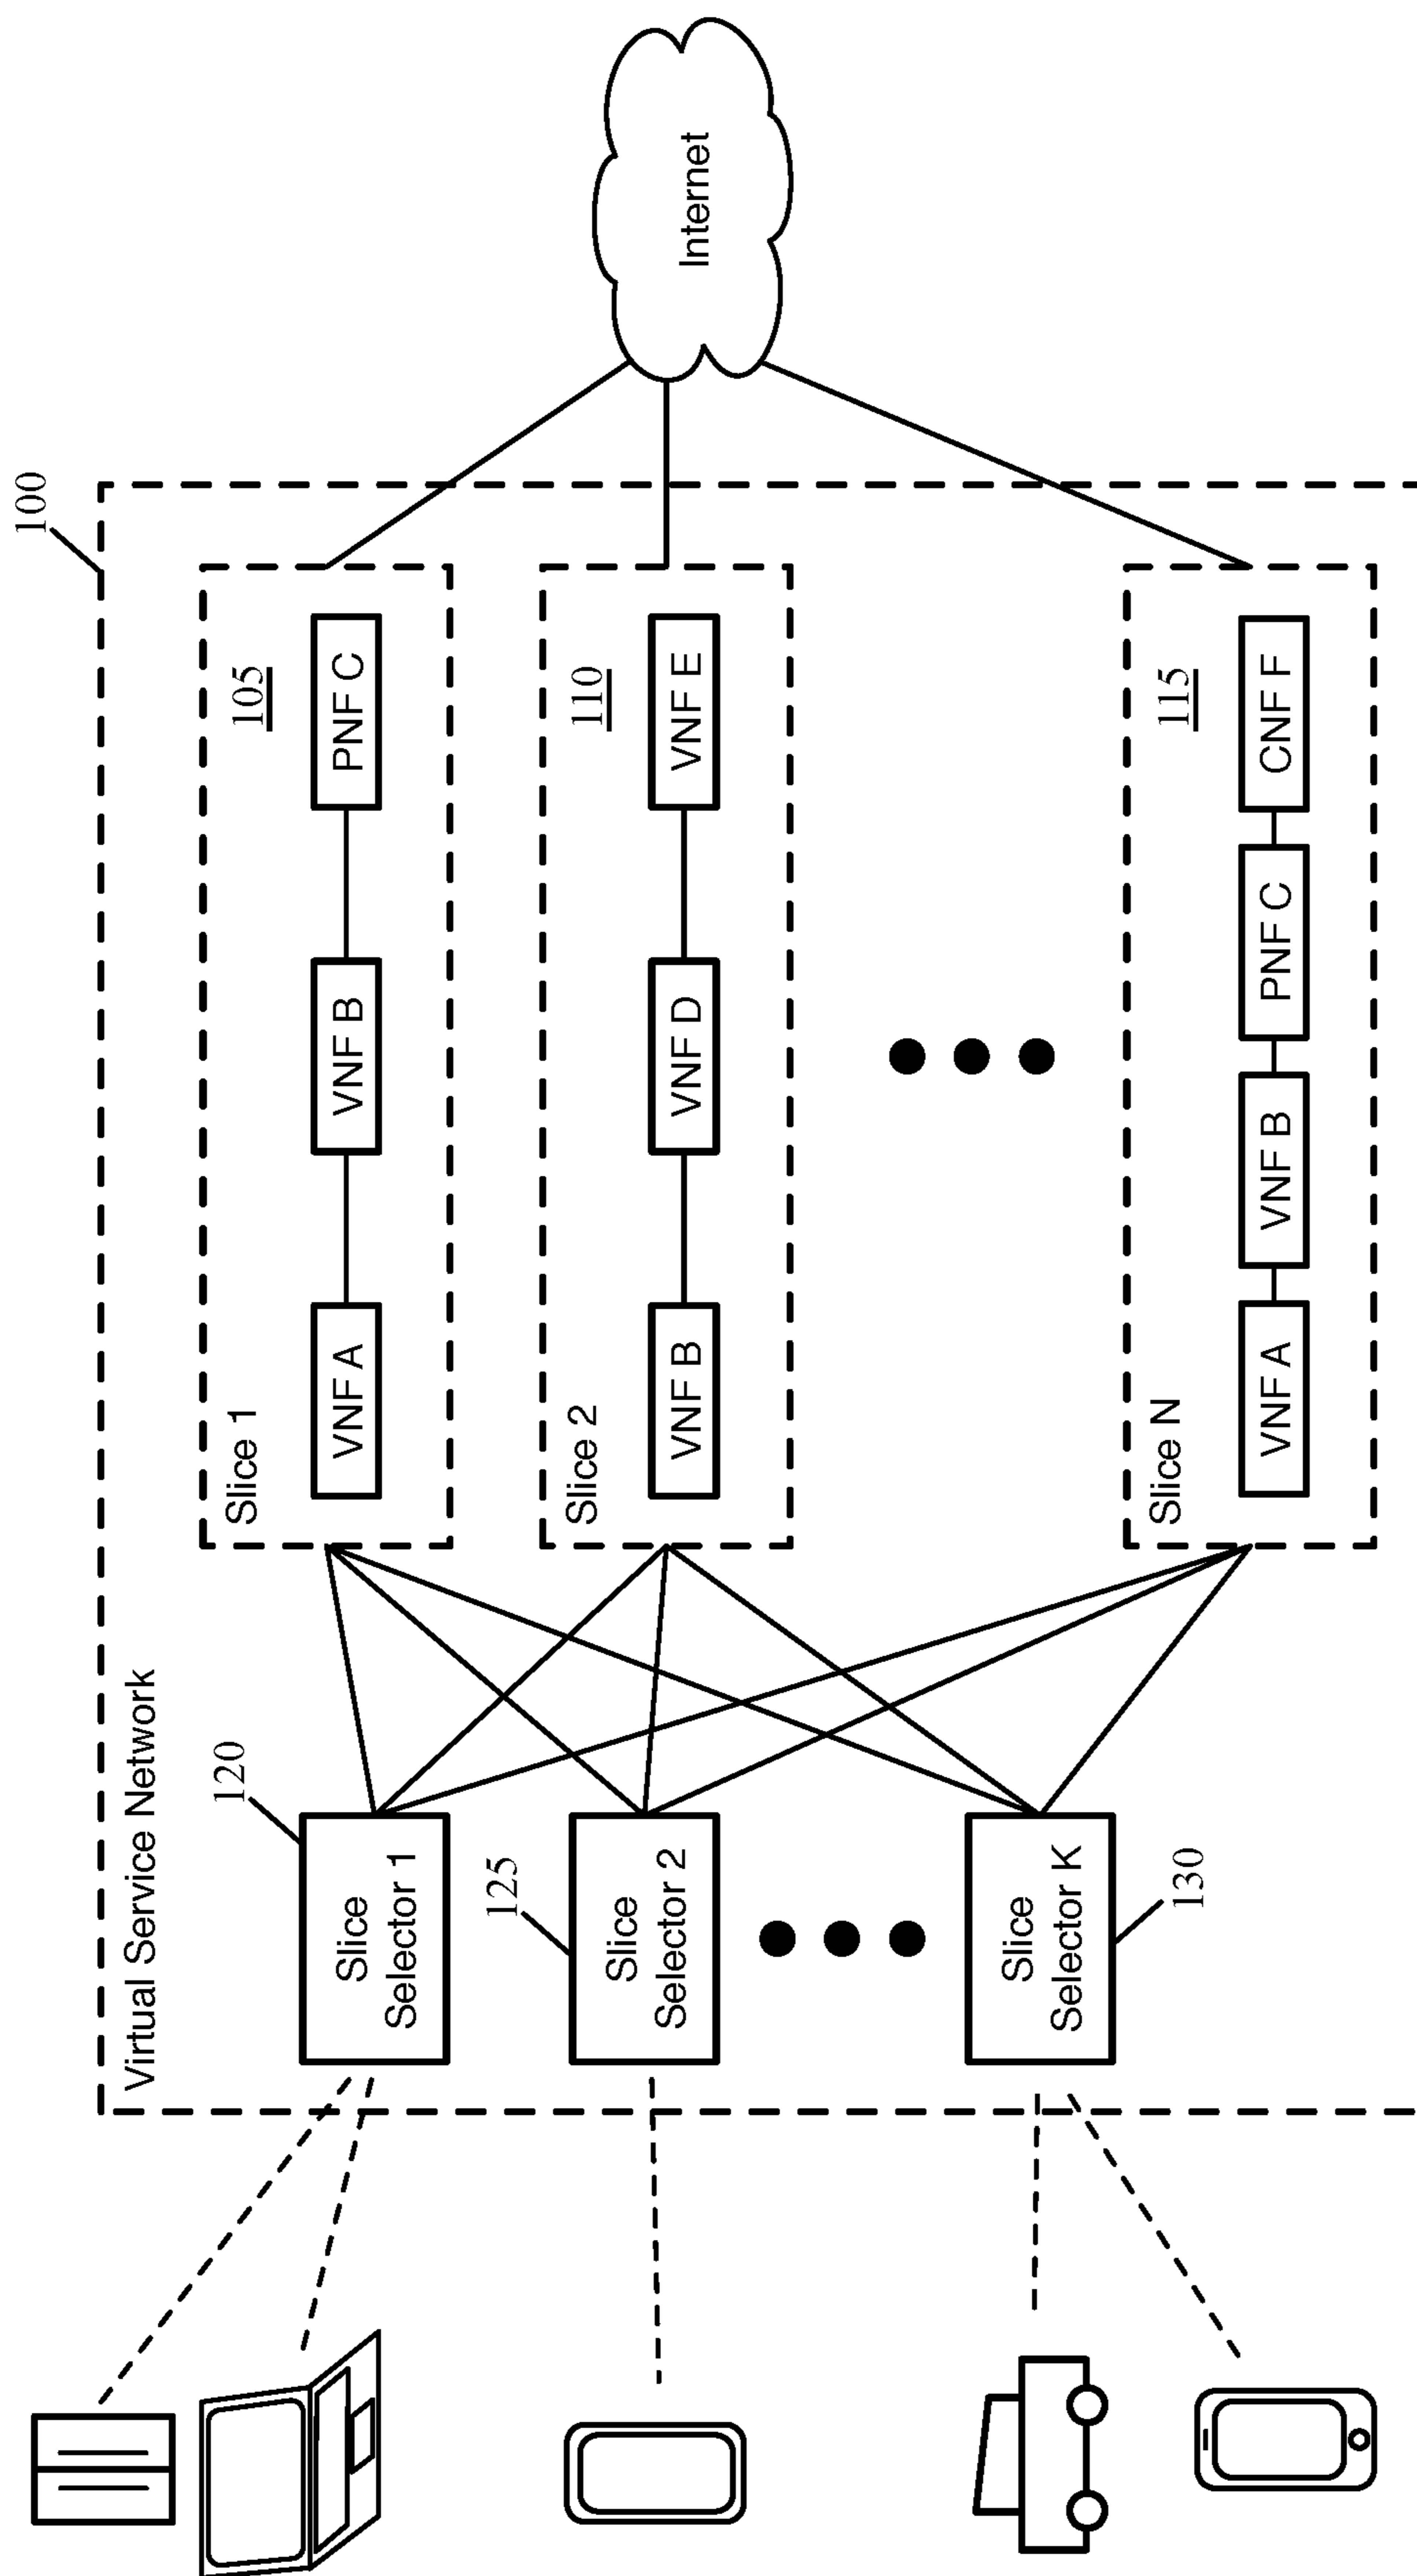 100
Virtual Service Network
Slice 1
105
VNF A
VNF B
PNF C
120
Slice
Selector 1
Slice 2
110
VNF B
VNF D
VNF E
125
Slice
Selector 2
Internet
Slice
Selector K
130
Slice N
115
VNF A
VNF B
PNF C
CNF F